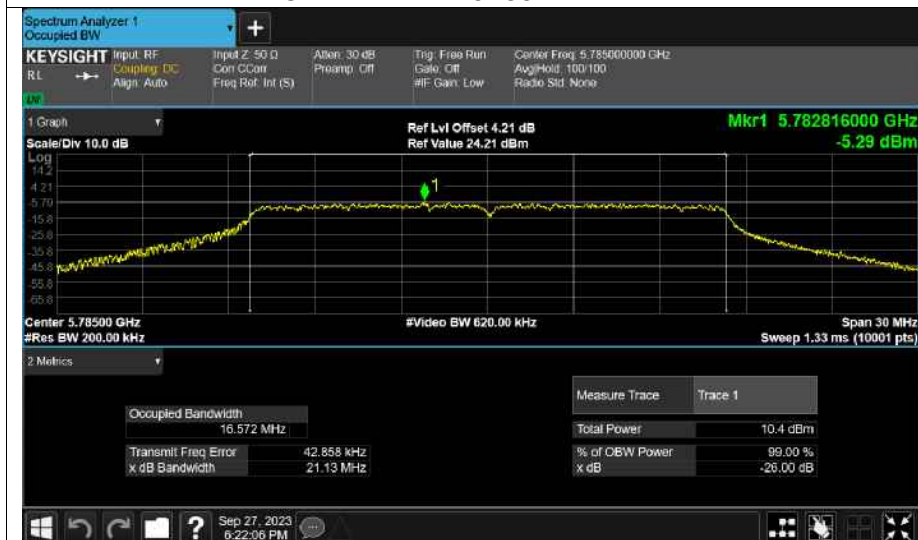 Spectrum Analyzer 1
Occupied BW
+
KEYSIGHT Input: RF Input Z: 50 Ω Atten: 30 dB Trig: Free Run Center Freq: 5.785000000 GHz
RL Coupling: DC Corr CCorr Preamp: Off Gate: Off Avg|Hold: 100/100
Align: Auto Freq Ref: Int (S) #IF Gain: Low Radio Std: None
1 Graph Ref Lvl Offset 4.21 dB Mkr1 5.782816000 GHz
Scale/Div 10.0 dB Ref Value 24.21 dBm -5.29 dBm
Log
14.2
4.21
1
-5.79
-15.8
-25.8
-35.8
-45.8
-55.8
-65.8
Center 5.78500 GHz #Video BW 620.00 kHz Span 30 MHz
#Res BW 200.00 kHz Sweep 1.33 ms (10001 pts)
2 Metrics
Measure Trace Trace 1
Occupied Bandwidth
16.572 MHz Total Power 10.4 dBm
Transmit Freq Error 42.858 kHz % of OBW Power 99.00 %
x dB Bandwidth 21.13 MHz x dB -26.00 dB
? Sep 27, 2023
6:22:06 PM